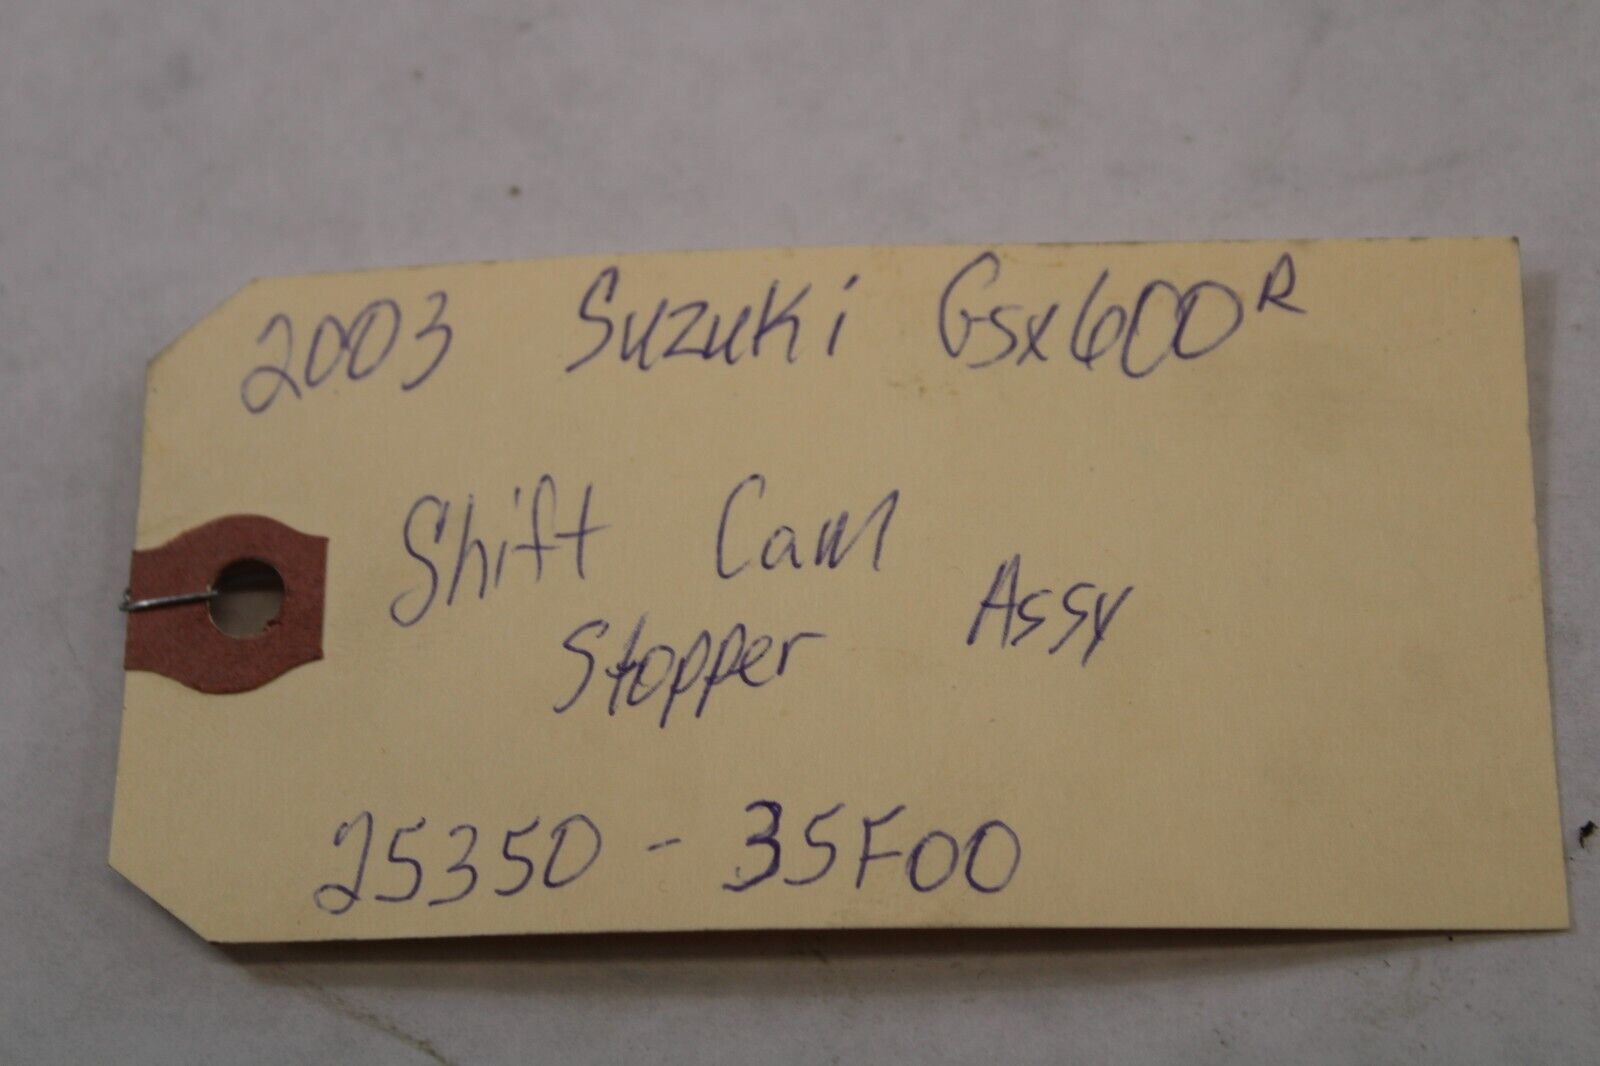 2003 Suzuki Gsx600R
Shift Cam
Stopper Assy
25350-35F00